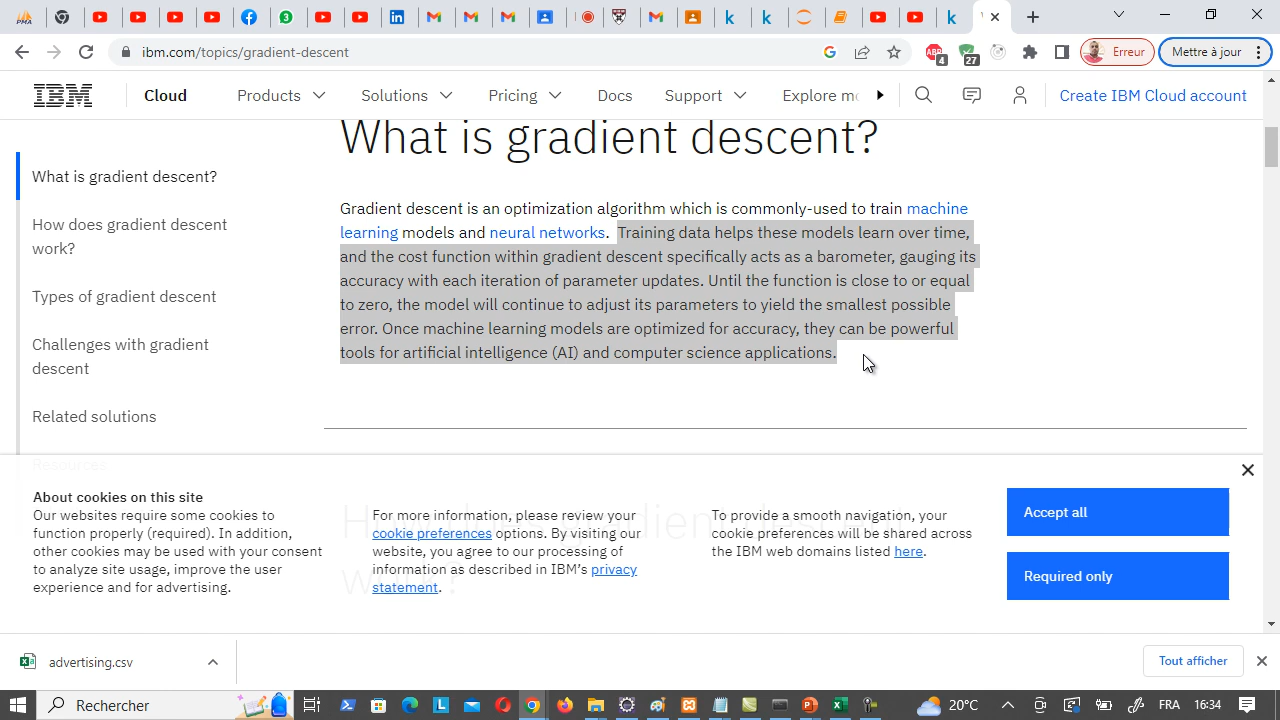 ibm.com/topics/gradient-descent
4
27
Erreur
Mettre à jour
IBM
Cloud
Products
Solutions
Pricing
Docs
Support
Explore mo
Create IBM Cloud account
What is gradient descent?
What is gradient descent?
How does gradient descent
work?
Types of gradient descent
Challenges with gradient
descent
Related solutions
Resources
Gradient descent is an optimization algorithm which is commonly-used to train machine
learning models and neural networks. Training data helps these models learn over time,
and the cost function within gradient descent specifically acts as a barometer, gauging its
accuracy with each iteration of parameter updates. Until the function is close to or equal
to zero, the model will continue to adjust its parameters to yield the smallest possible
error. Once machine learning models are optimized for accuracy, they can be powerful
tools for artificial intelligence (AI) and computer science applications.
How does gradient descent
work?
About cookies on this site
Our websites require some cookies to
function properly (required). In addition,
other cookies may be used with your consent
to analyze site usage, improve the user
experience and for advertising.
For more information, please review your
cookie preferences options. By visiting our
website, you agree to our processing of
information as described in IBM's privacy
statement.
To provide a smooth navigation, your
cookie preferences will be shared across
the IBM web domains listed here.
Accept all
Required only
advertising.csv
Tout afficher
Rechercher
20°C
FRA
16:34